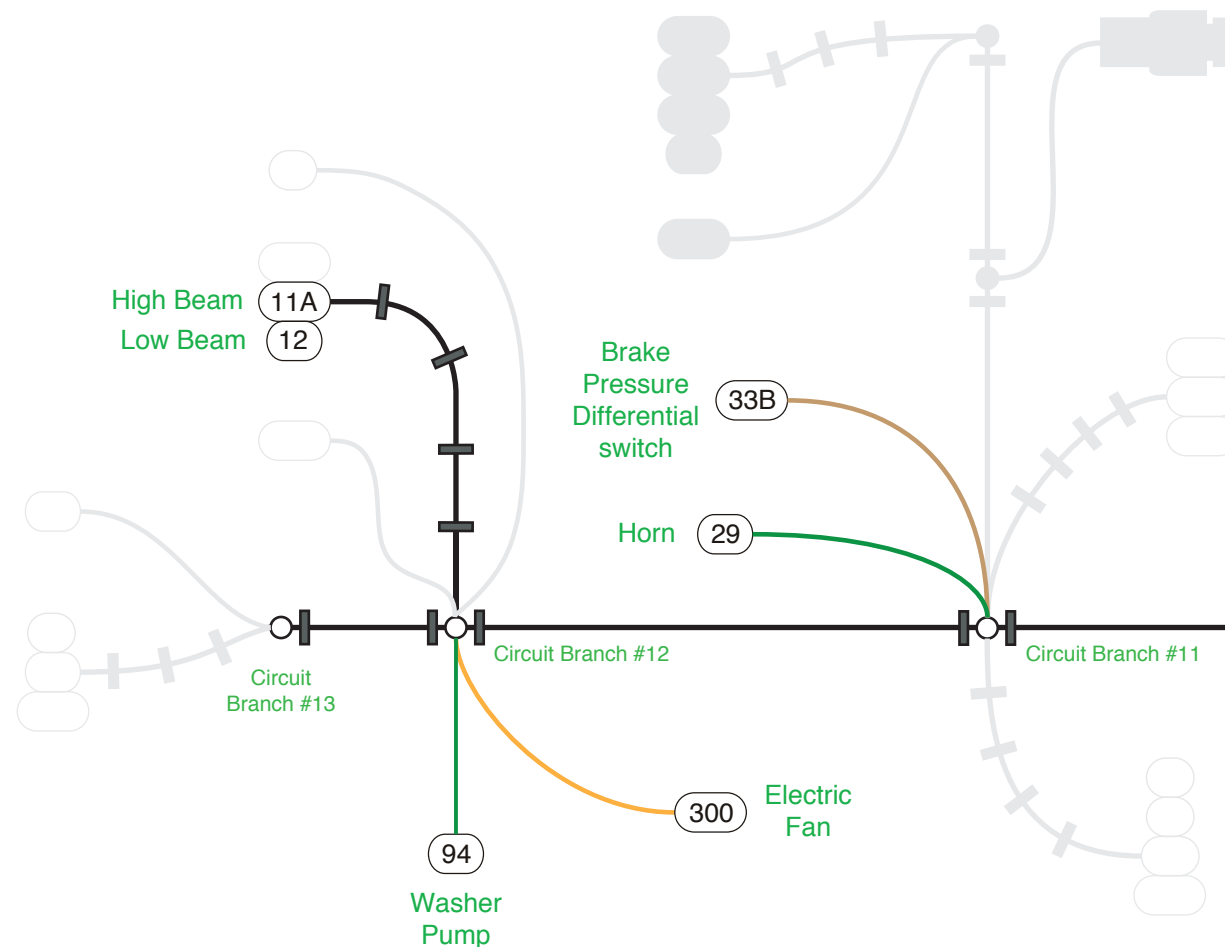 High Beam
11A
Low Beam
12
Brake
Pressure
Differential
switch
33B
Horn
29
Circuit Branch #12
Circuit Branch #11
Circuit
Branch #13
300
Electric
Fan
94
Washer
Pump